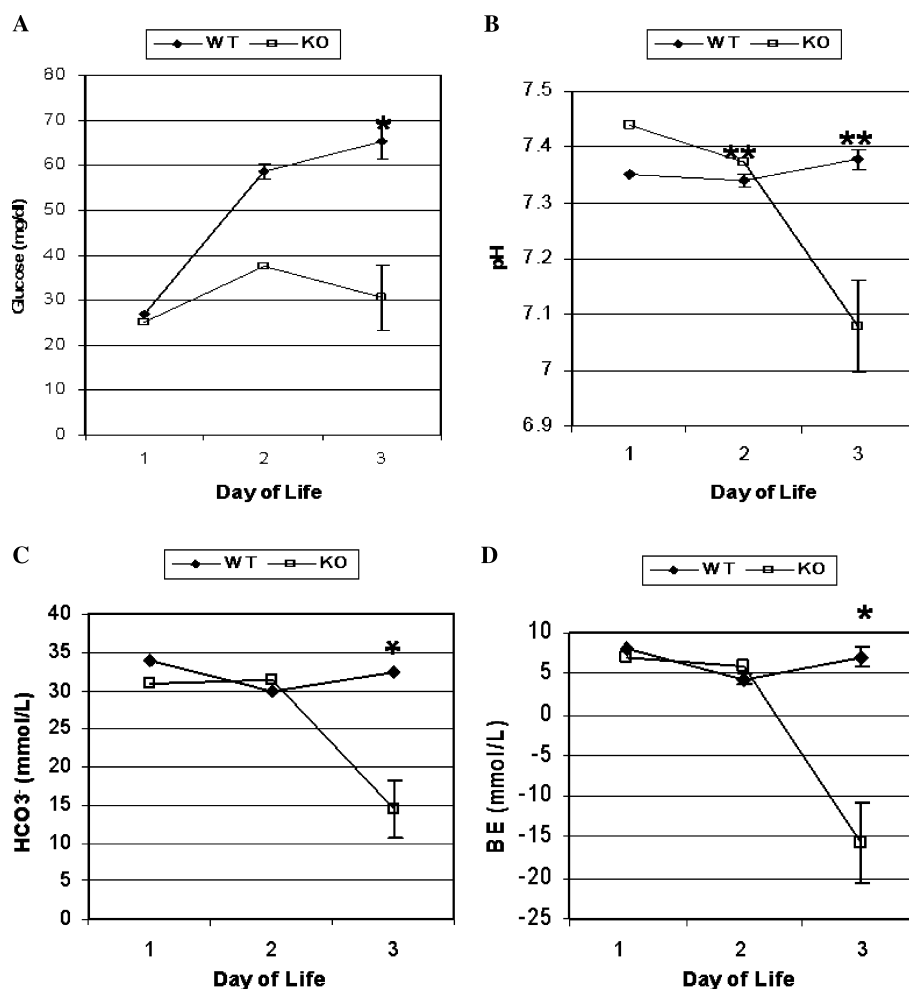 A
WT KO
80
70
60
50
40
30
20
10
0
Glucose (mg/dl)
*
1 2 3
Day of Life
B
WT KO
7.5
7.4
7.3
7.2
7.1
7
6.9
pH
** **
1 2 3
Day of Life
C
WT KO
40
35
30
25
20
15
10
5
0
HCO3- (mmol/L)
*
1 2 3
Day of Life
D
WT KO
10
5
0
-5
-10
-15
-20
-25
BE (mmol/L)
*
1 2 3
Day of Life